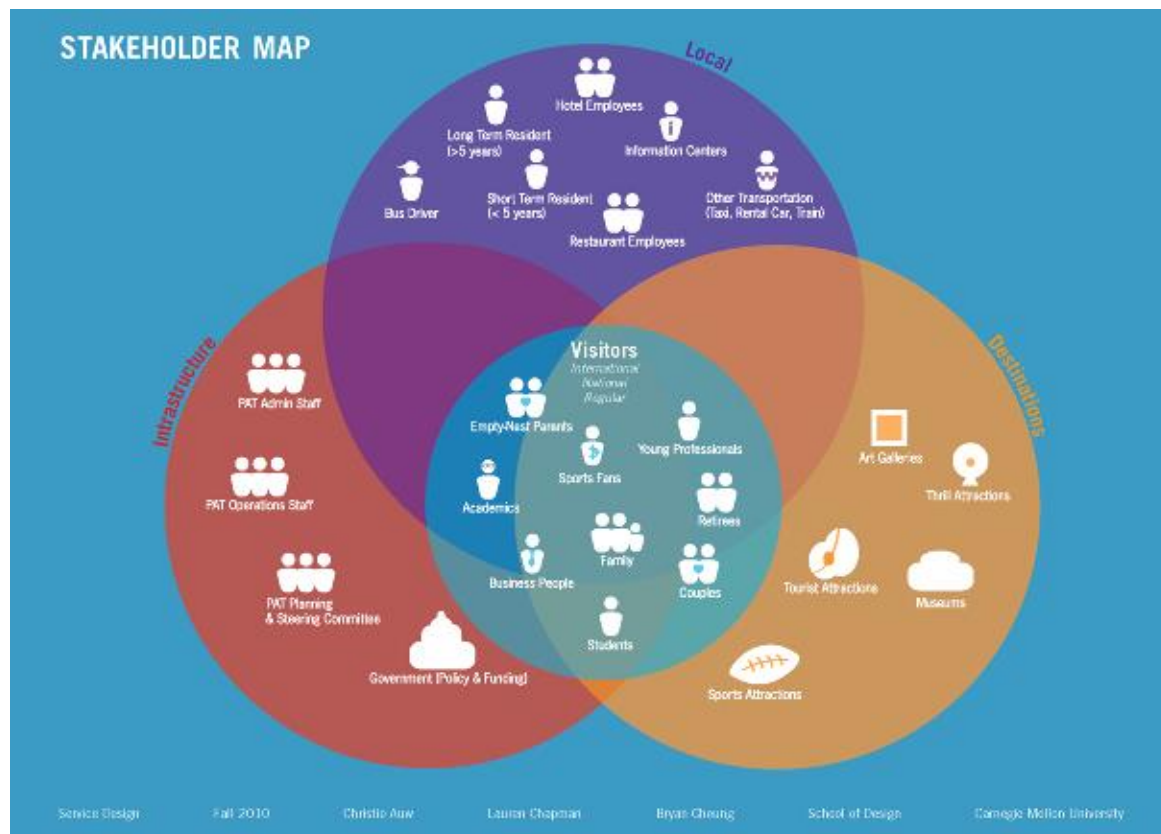 STAKEHOLDER MAP
Local
Hotel Employees
Long Term Resident
(>5 years)
Information Centers
Bus Driver
Short Term Resident
(< 5 years)
Other Transportation
(Taxi, Rental Car, Train)
Restaurant Employees
Infrastructure
Destinations
Visitors
International
National
Regular
PAT Admin Staff
Empty-Nest Parents
Young Professionals
Art Galleries
Sports Fans
Thrill Attractions
PAT Operations Staff
Academics
Retirees
Family
Business People
Couples
Tourist Attractions
Museums
PAT Planning
& Steering Committee
Students
Government (Policy & Funding)
Sports Attractions
Service Design
Fall 2010
Christie Auw
Lauren Chapman
Bryan Cheung
School of Design
Carnegie Mellon University